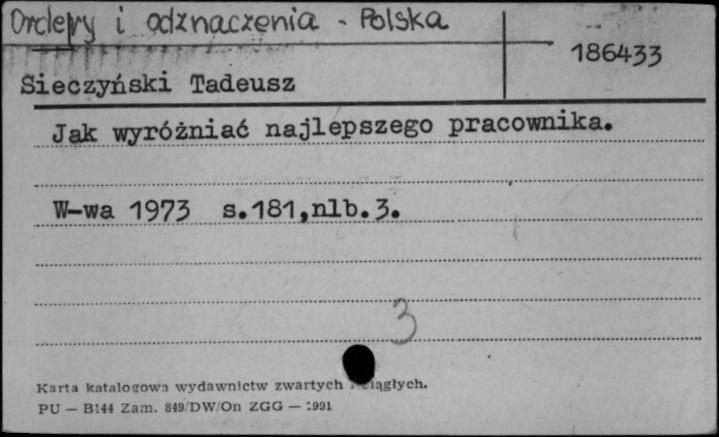 Ordery i odznaczenia - Polska
186433
Sieczyński Tadeusz
Jak wyróżniać najlepszego pracownika.
W-wa 1973 s.181,nlb.3.
3
Karta katalogowa wydawnictw zwartych i ciągłych.
PU — B144 Zam. 849/DW/On ZGG — 1991